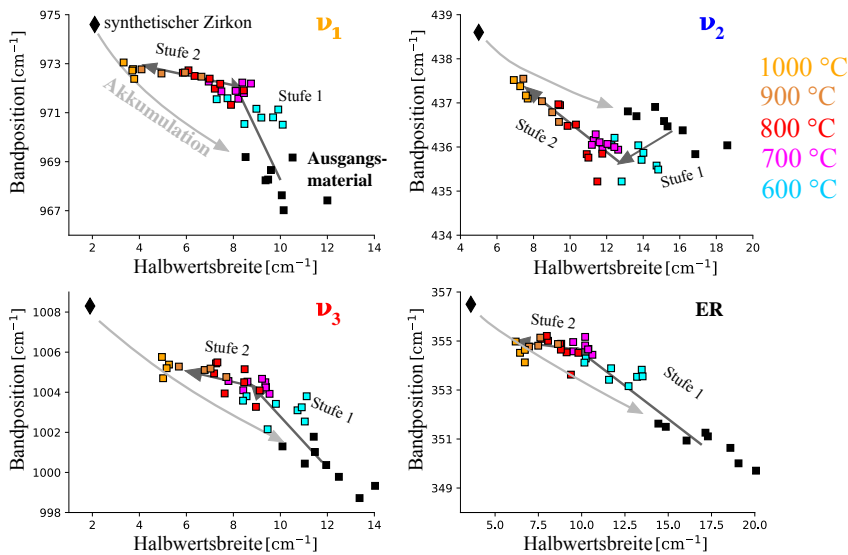 975
973
971
969
967
2
4
6
8
10
12
14
Bandposition [cm⁻¹]
Halbwertsbreite [cm⁻¹]
synthetischer Zirkon
ν₁
Stufe 2
Stufe 1
Akkumulation
Ausgangs-
material
439
438
437
436
435
434
4
6
8
10
12
14
16
18
20
Bandposition [cm⁻¹]
Halbwertsbreite [cm⁻¹]
ν₂
Stufe 2
Stufe 1
1000 °C
900 °C
800 °C
700 °C
600 °C
1008
1006
1004
1002
1000
998
2
4
6
8
10
12
14
Bandposition [cm⁻¹]
Halbwertsbreite [cm⁻¹]
ν₃
Stufe 2
Stufe 1
357
355
353
351
349
5.0
7.5
10.0
12.5
15.0
17.5
20.0
Bandposition [cm⁻¹]
Halbwertsbreite [cm⁻¹]
ER
Stufe 2
Stufe 1